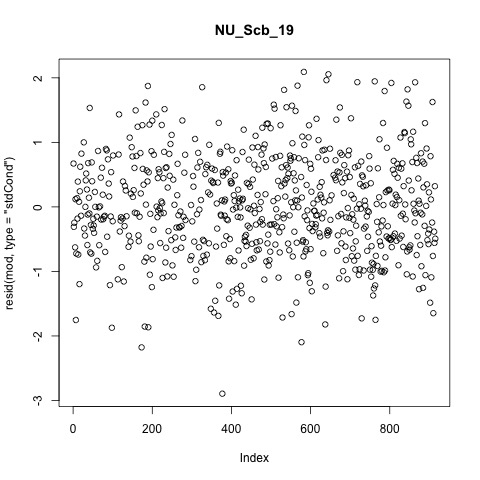 NU_Scb_19
resid(mod, type = "stdCond")
2
1
0
-1
-2
-3
0 200 400 600 800
Index